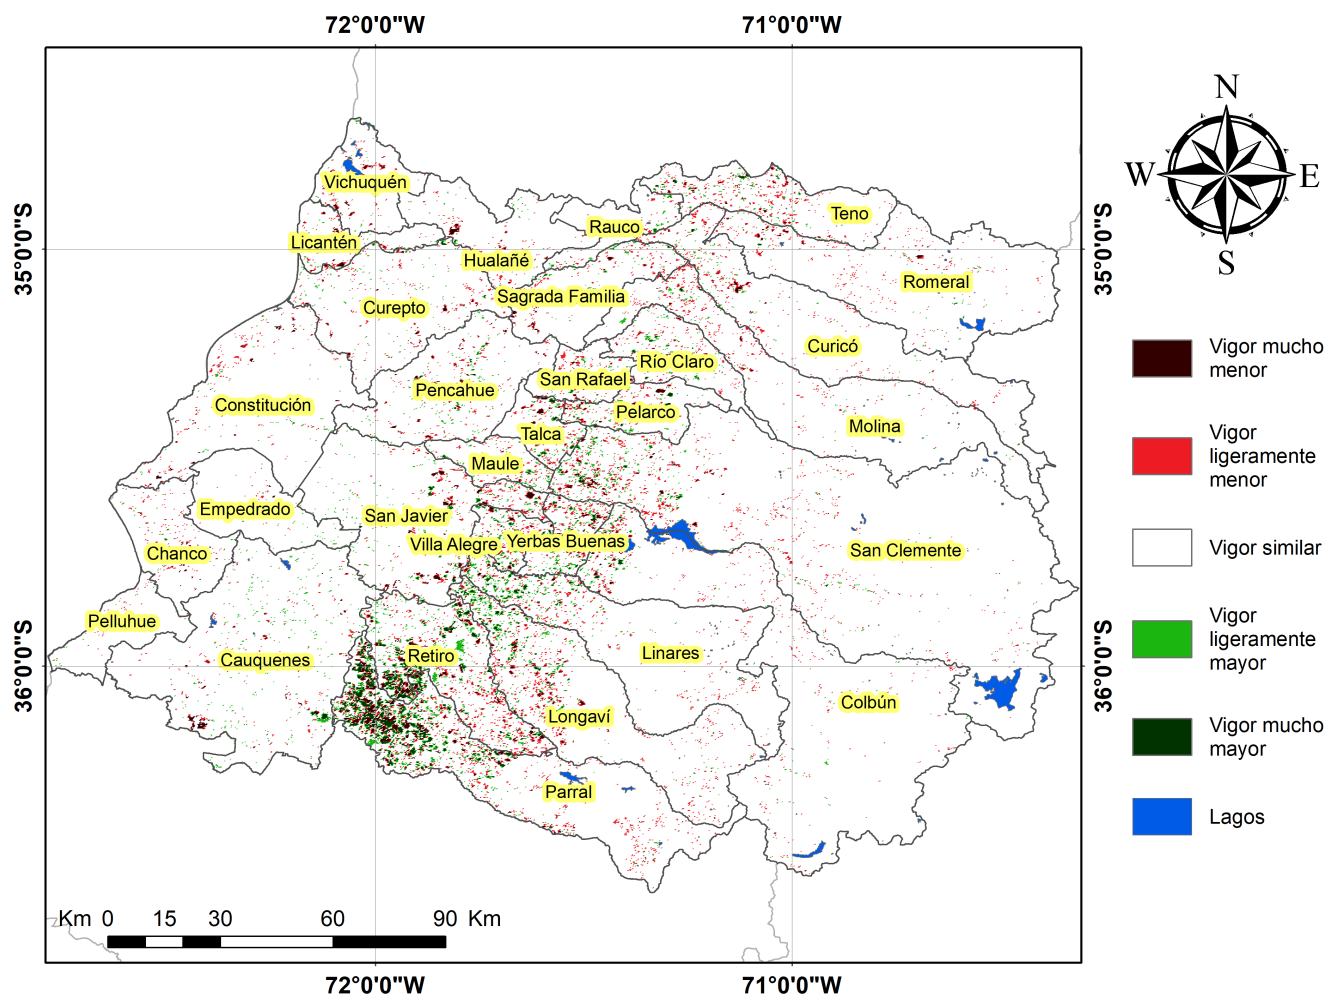 72°0'0"W
71°0'0"W
N
W
E
S
35°0'0"S
35°0'0"S
Vichuquén
Teno
Rauco
Licantén
Hualañé
Romeral
Sagrada Familia
Curepto
Curicó
Río Claro
San Rafael
Pencahue
Constitución
Pelarco
Molina
Talca
Maule
Empedrado
San Javier
Villa Alegre
Yerbas Buenas
San Clemente
Chanco
Pelluhue
Cauquenes
Retiro
Linares
Colbún
Longaví
Parral
36°0'0"S
36°0'0"S
Vigor mucho
menor
Vigor
ligeramente
menor
Vigor similar
Vigor
ligeramente
mayor
Vigor mucho
mayor
Lagos
Km 0 15 30 60 90 Km
72°0'0"W
71°0'0"W